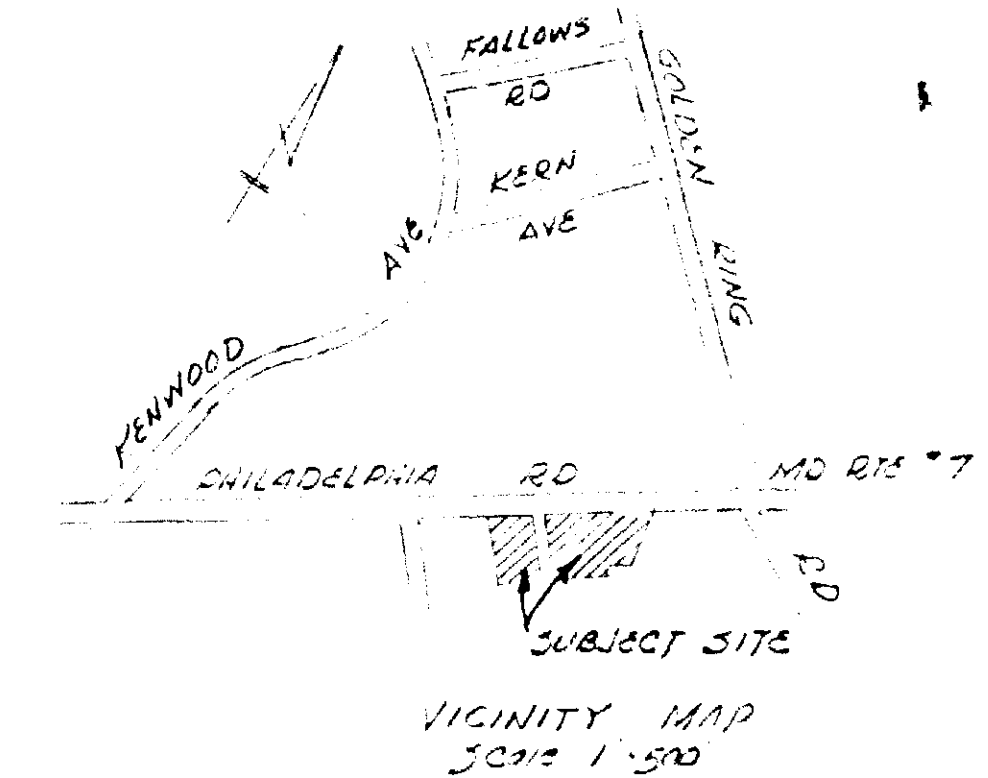 FALLOWS
RD
GOLDEN
KERN
AVE
AVE
RING
KENWOOD
PHILADELPHIA RD MD RTE #7
RD
SUBJECT SITE
VICINITY MAP
SCALE 1"=500'